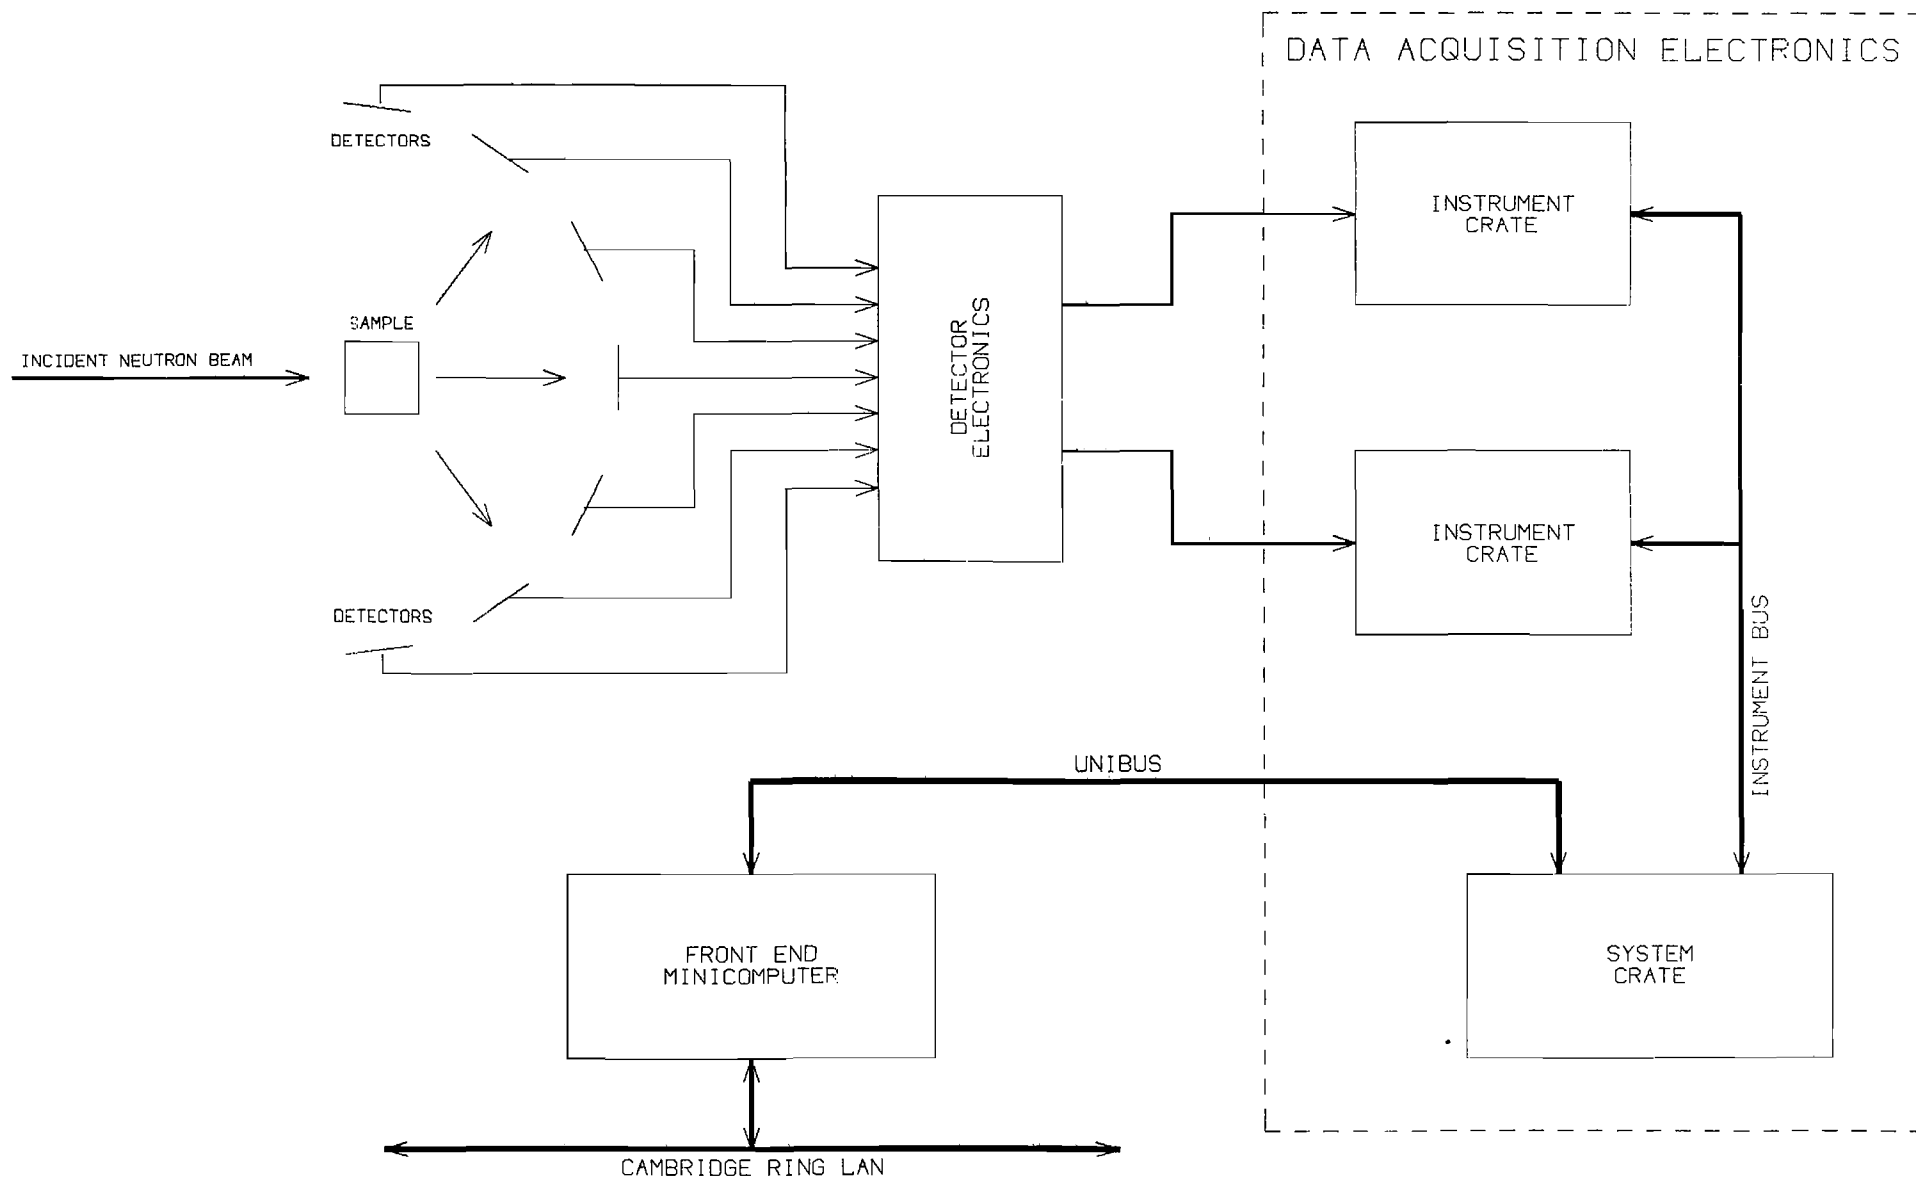 DATA ACQUISITION ELECTRONICS
DETECTORS
INSTRUMENT
CRATE
SAMPLE
INCIDENT NEUTRON BEAM
DETECTOR
ELECTRONICS
INSTRUMENT
CRATE
DETECTORS
INSTRUMENT BUS
UNIBUS
FRONT END
MINICOMPUTER
SYSTEM
CRATE
CAMBRIDGE RING LAN